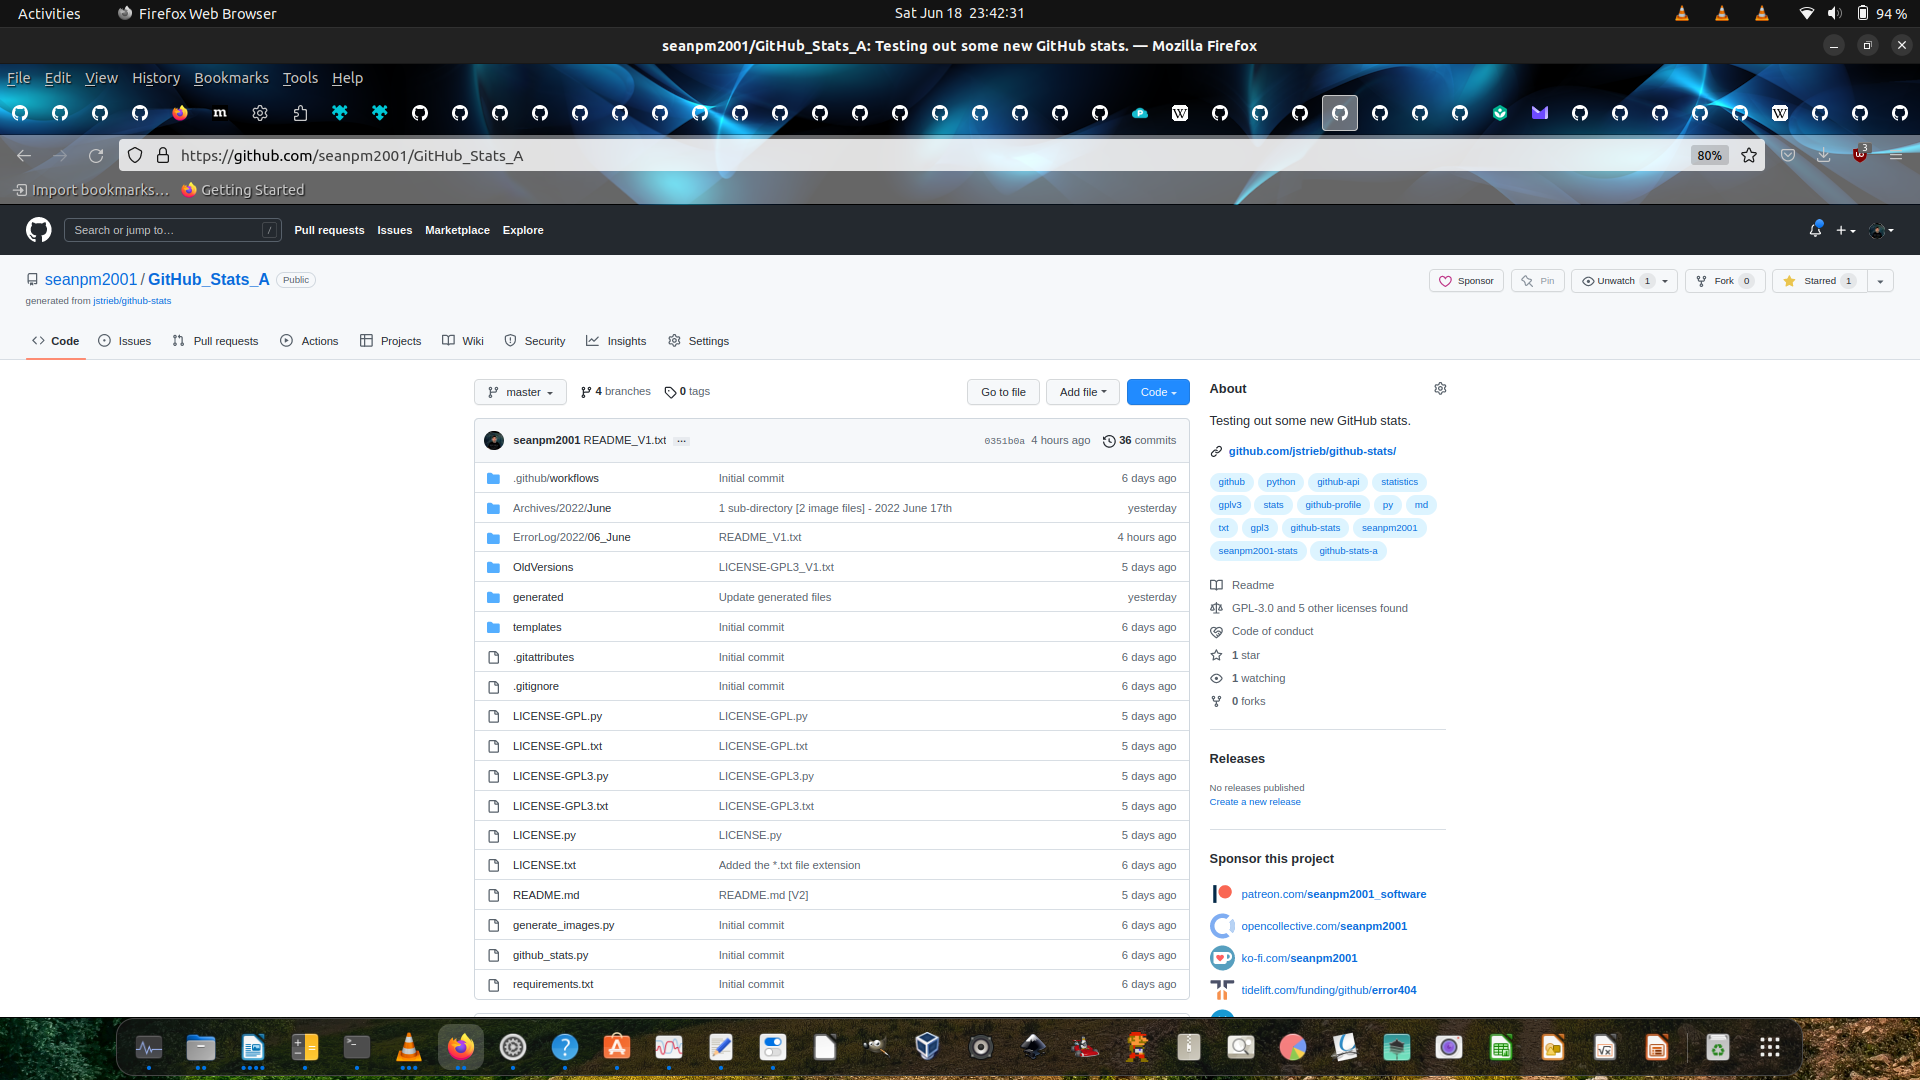 Activities Firefox Web Browser Sat Jun 18 23:42:31 94 %
seanpm2001/GitHub_Stats_A: Testing out some new GitHub stats. — Mozilla Firefox
File Edit View History Bookmarks Tools Help
https://github.com/seanpm2001/GitHub_Stats_A 80% 3
Import bookmarks… Getting Started
Search or jump to… / Pull requests Issues Marketplace Explore
seanpm2001 / GitHub_Stats_A Public Sponsor Pin Unwatch 1 Fork 0 Starred 1
generated from jstrieb/github-stats
Code Issues Pull requests Actions Projects Wiki Security Insights Settings
master 4 branches 0 tags Go to file Add file Code
seanpm2001 README_V1.txt ... 0351b0a 4 hours ago 36 commits
.github/workflows Initial commit 6 days ago
Archives/2022/June 1 sub-directory [2 image files] - 2022 June 17th yesterday
ErrorLog/2022/06_June README_V1.txt 4 hours ago
OldVersions LICENSE-GPL3_V1.txt 5 days ago
generated Update generated files yesterday
templates Initial commit 6 days ago
.gitattributes Initial commit 6 days ago
.gitignore Initial commit 6 days ago
LICENSE-GPL.py LICENSE-GPL.py 5 days ago
LICENSE-GPL.txt LICENSE-GPL.txt 5 days ago
LICENSE-GPL3.py LICENSE-GPL3.py 5 days ago
LICENSE-GPL3.txt LICENSE-GPL3.txt 5 days ago
LICENSE.py LICENSE.py 5 days ago
LICENSE.txt Added the *.txt file extension 6 days ago
README.md README.md [V2] 5 days ago
generate_images.py Initial commit 6 days ago
github_stats.py Initial commit 6 days ago
requirements.txt Initial commit 6 days ago
About
Testing out some new GitHub stats.
github.com/jstrieb/github-stats/
github python github-api statistics
gplv3 stats github-profile py md
txt gpl3 github-stats seanpm2001
seanpm2001-stats github-stats-a
Readme
GPL-3.0 and 5 other licenses found
Code of conduct
1 star
1 watching
0 forks
Releases
No releases published
Create a new release
Sponsor this project
patreon.com/seanpm2001_software
opencollective.com/seanpm2001
ko-fi.com/seanpm2001
tidelift.com/funding/github/error404